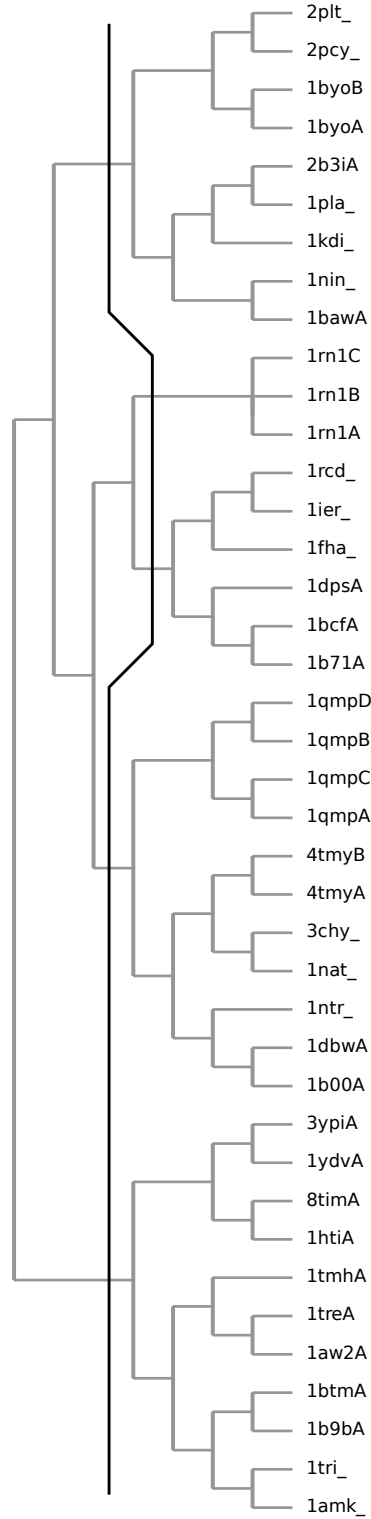 2plt_
2pcy_
1byoB
1byoA
2b3iA
1pla_
1kdi_
1nin_
1bawA
1rn1C
1rn1B
1rn1A
1rcd_
1ier_
1fha_
1dpsA
1bcfA
1b71A
1qmpD
1qmpB
1qmpC
1qmpA
4tmyB
4tmyA
3chy_
1nat_
1ntr_
1dbwA
1b00A
3ypiA
1ydvA
8timA
1htiA
1tmhA
1treA
1aw2A
1btmA
1b9bA
1tri_
1amk_